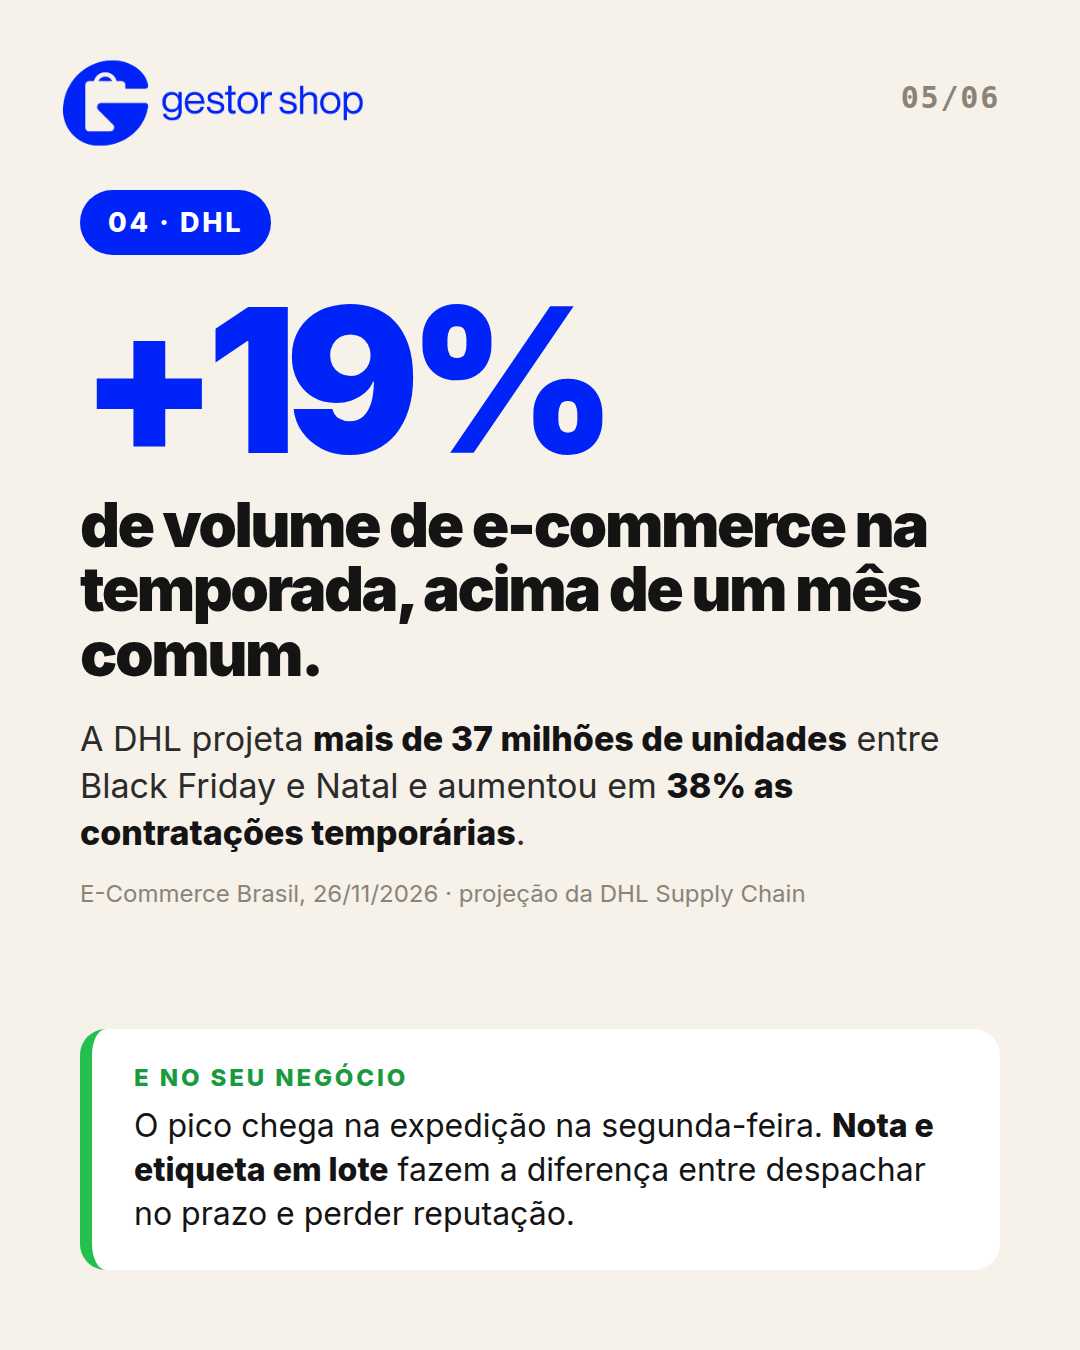 gestor shop
05/06
04 · DHL
+19%
de volume de e-commerce na
temporada, acima de um mês
comum.
A DHL projeta mais de 37 milhões de unidades entre
Black Friday e Natal e aumentou em 38% as
contratações temporárias.
E-Commerce Brasil, 26/11/2026 · projeção da DHL Supply Chain
E NO SEU NEGÓCIO
O pico chega na expedição na segunda-feira. Nota e
etiqueta em lote fazem a diferença entre despachar
no prazo e perder reputação.